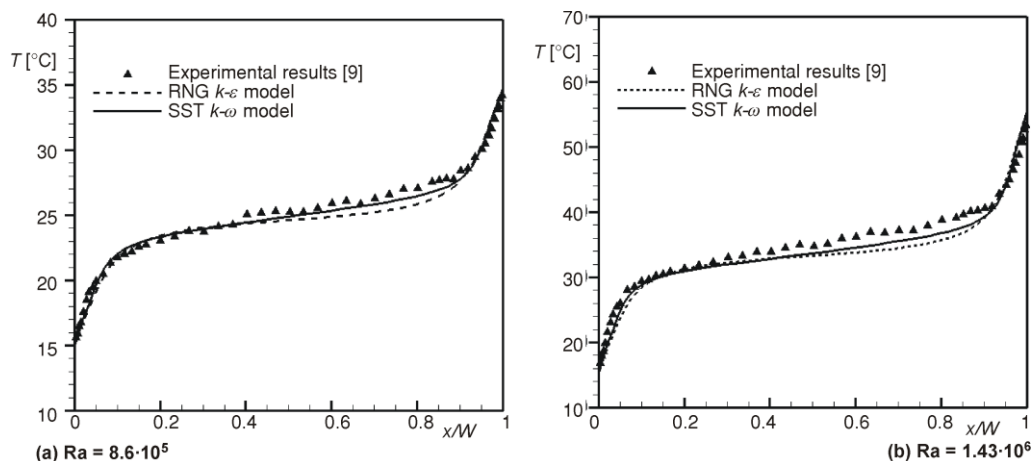 40
T [°C]
35
30
25
20
15
10
0
0.2
0.4
0.6
0.8
x/W
1
▲ Experimental results [9]
RNG k-ε model
SST k-ω model
(a) Ra = 8.6·10⁵
70
T [°C]
60
50
40
30
20
10
0
0.2
0.4
0.6
0.8
x/W
1
▲ Experimental results [9]
RNG k-ε model
SST k-ω model
(b) Ra = 1.43·10⁶